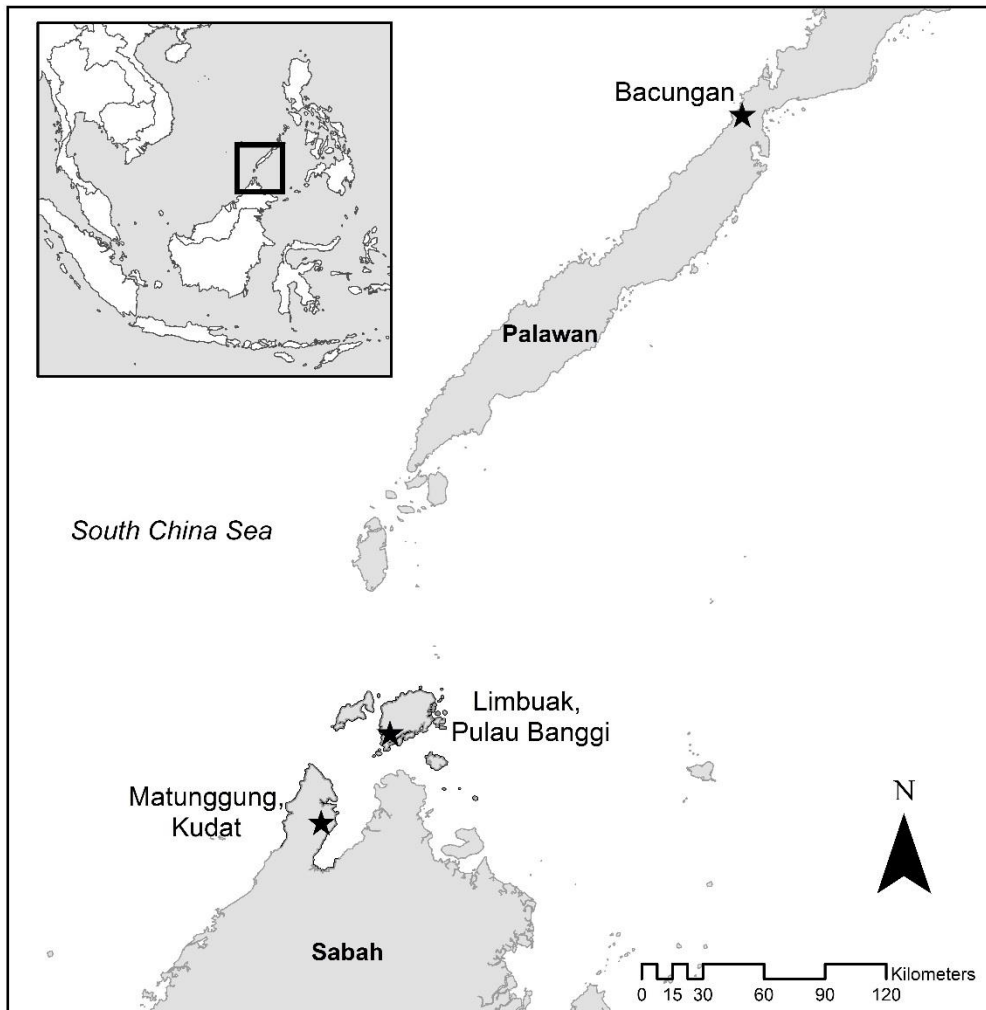 Bacungan
Palawan
South China Sea
Limbuak,
Pulau Banggi
Matunggung,
Kudat
N
Sabah
Kilometers
0 15 30 60 90 120